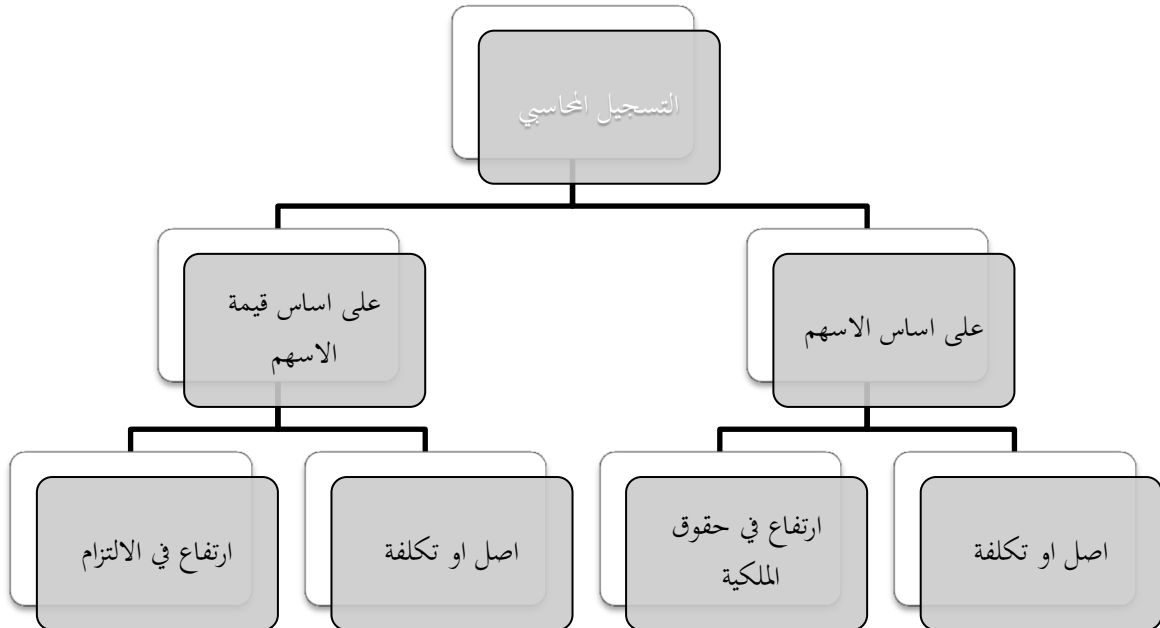 التسجيل المحاسبي
على اساس الاسهم
على اساس قيمة
الاسهم
اصل او تكلفة
ارتفاع في حقوق
الملكية
اصل او تكلفة
ارتفاع في الالتزام